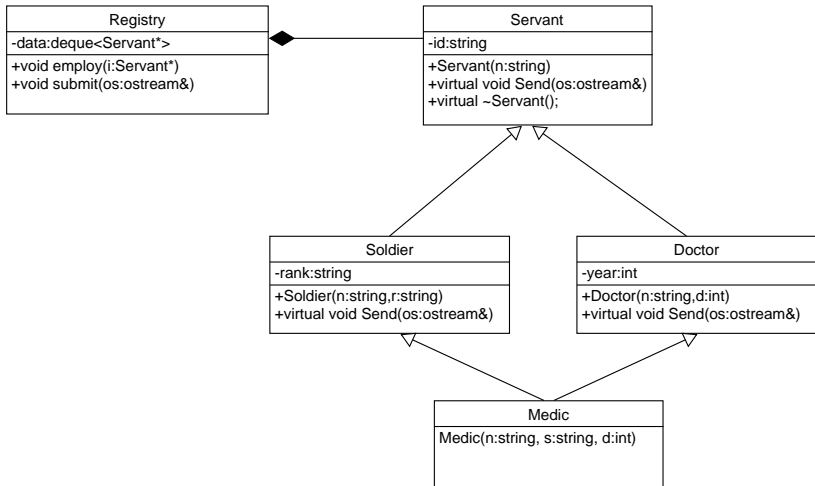 Registry
-data:deque<Servant*>
+void employ(i:Servant*)
+void submit(os:ostream&)
Servant
-id:string
+Servant(n:string)
+virtual void Send(os:ostream&)
+virtual ~Servant();
Soldier
-rank:string
+Soldier(n:string,r:string)
+virtual void Send(os:ostream&)
Doctor
-year:int
+Doctor(n:string,d:int)
+virtual void Send(os:ostream&)
Medic
Medic(n:string, s:string, d:int)